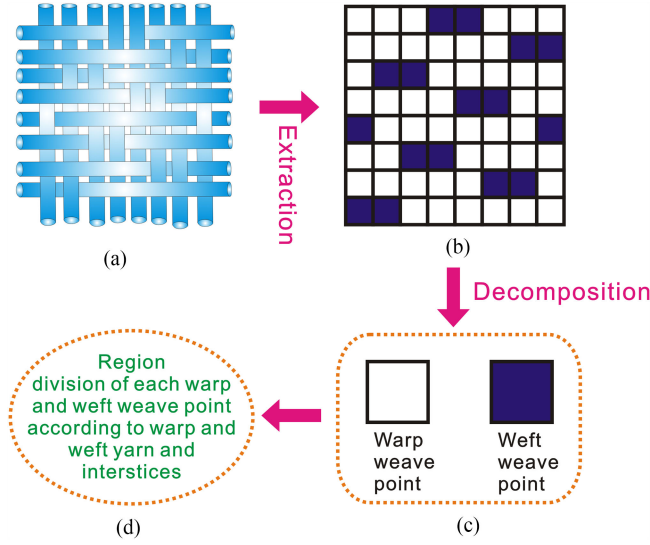 (a)
Extraction
(b)
Decomposition
Warp
weave
point
Weft
weave
point
(c)
Region
division of each warp
and weft weave point
according to warp and
weft yarn and
interstices
(d)